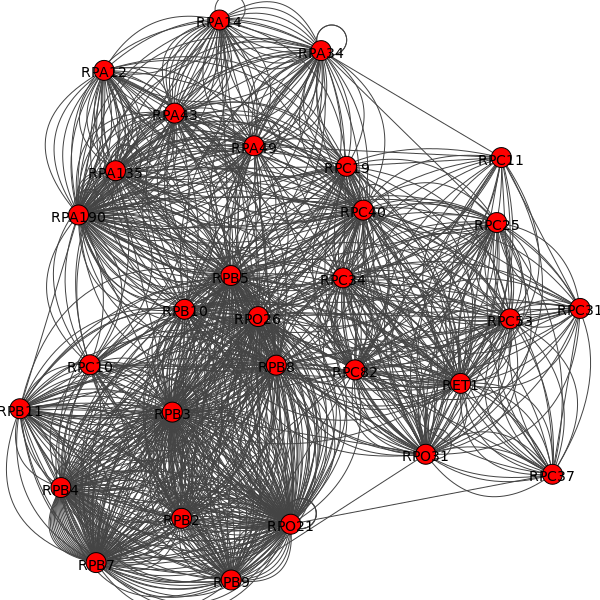 RPA14
RPA34
RPA12
RPA43
RPA49
RPC19
RPC11
RPA135
RPA190
RPC40
RPC25
RPB5
RPC34
RPB10
RPO26
RPC53
RPC31
RPC10
RPB8
RPC82
RET1
RPB11
RPB3
RPO31
RPC37
RPB4
RPB2
RPO21
RPB7
RPB9